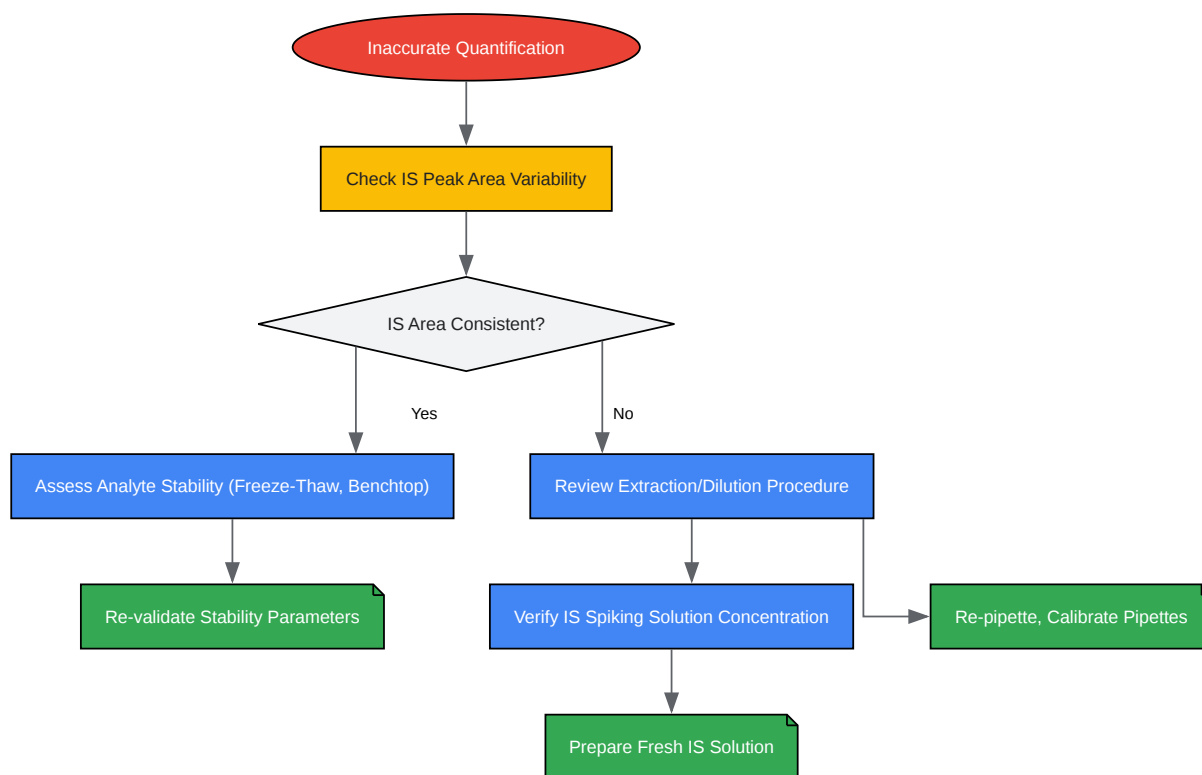 Inaccurate Quantification
Check IS Peak Area Variability
IS Area Consistent?
Yes
No
Assess Analyte Stability (Freeze-Thaw, Benchtop)
Review Extraction/Dilution Procedure
Re-validate Stability Parameters
Verify IS Spiking Solution Concentration
Re-pipette, Calibrate Pipettes
Prepare Fresh IS Solution